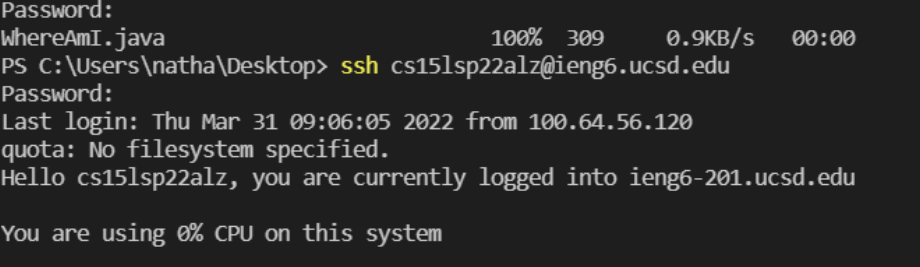 Password:
WhereAmI.java 100% 309 0.9KB/s 00:00
PS C:\Users\natha\Desktop> ssh cs15lsp22alz@ieng6.ucsd.edu
Password:
Last login: Thu Mar 31 09:06:05 2022 from 100.64.56.120
quota: No filesystem specified.
Hello cs15lsp22alz, you are currently logged into ieng6-201.ucsd.edu
You are using 0% CPU on this system